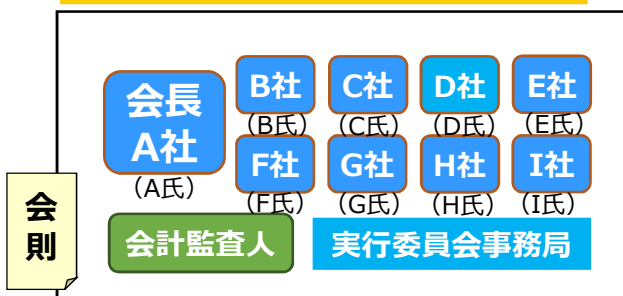 会長
A社
(A氏)
B社
(B氏)
C社
(C氏)
D社
(D氏)
E社
(E氏)
F社
(F氏)
G社
(G氏)
H社
(H氏)
I社
(I氏)
会則
会計監査人
実行委員会事務局